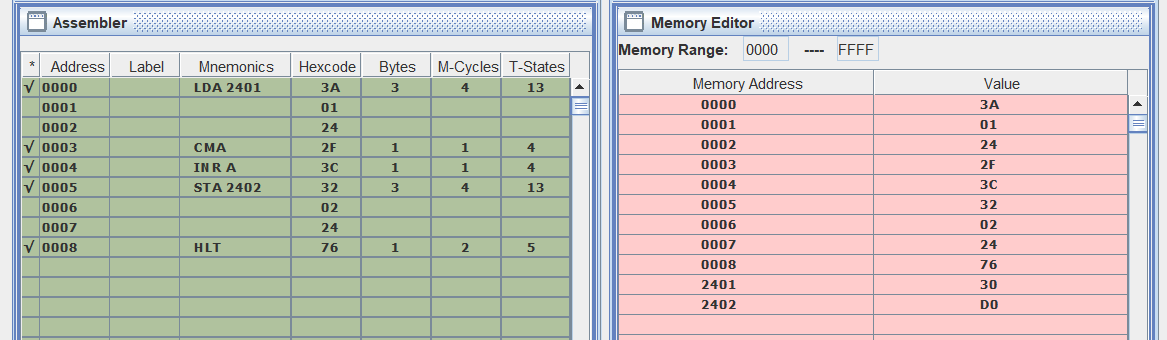 Assembler
* Address Label Mnemonics Hexcode Bytes M-Cycles T-States
√ 0000 LDA 2401 3A 3 4 13
0001 01
0002 24
√ 0003 CMA 2F 1 1 4
√ 0004 INR A 3C 1 1 4
√ 0005 STA 2402 32 3 4 13
0006 02
0007 24
√ 0008 HLT 76 1 2 5
Memory Editor
Memory Range: 0000 ---- FFFF
Memory Address Value
0000 3A
0001 01
0002 24
0003 2F
0004 3C
0005 32
0006 02
0007 24
0008 76
2401 30
2402 D0